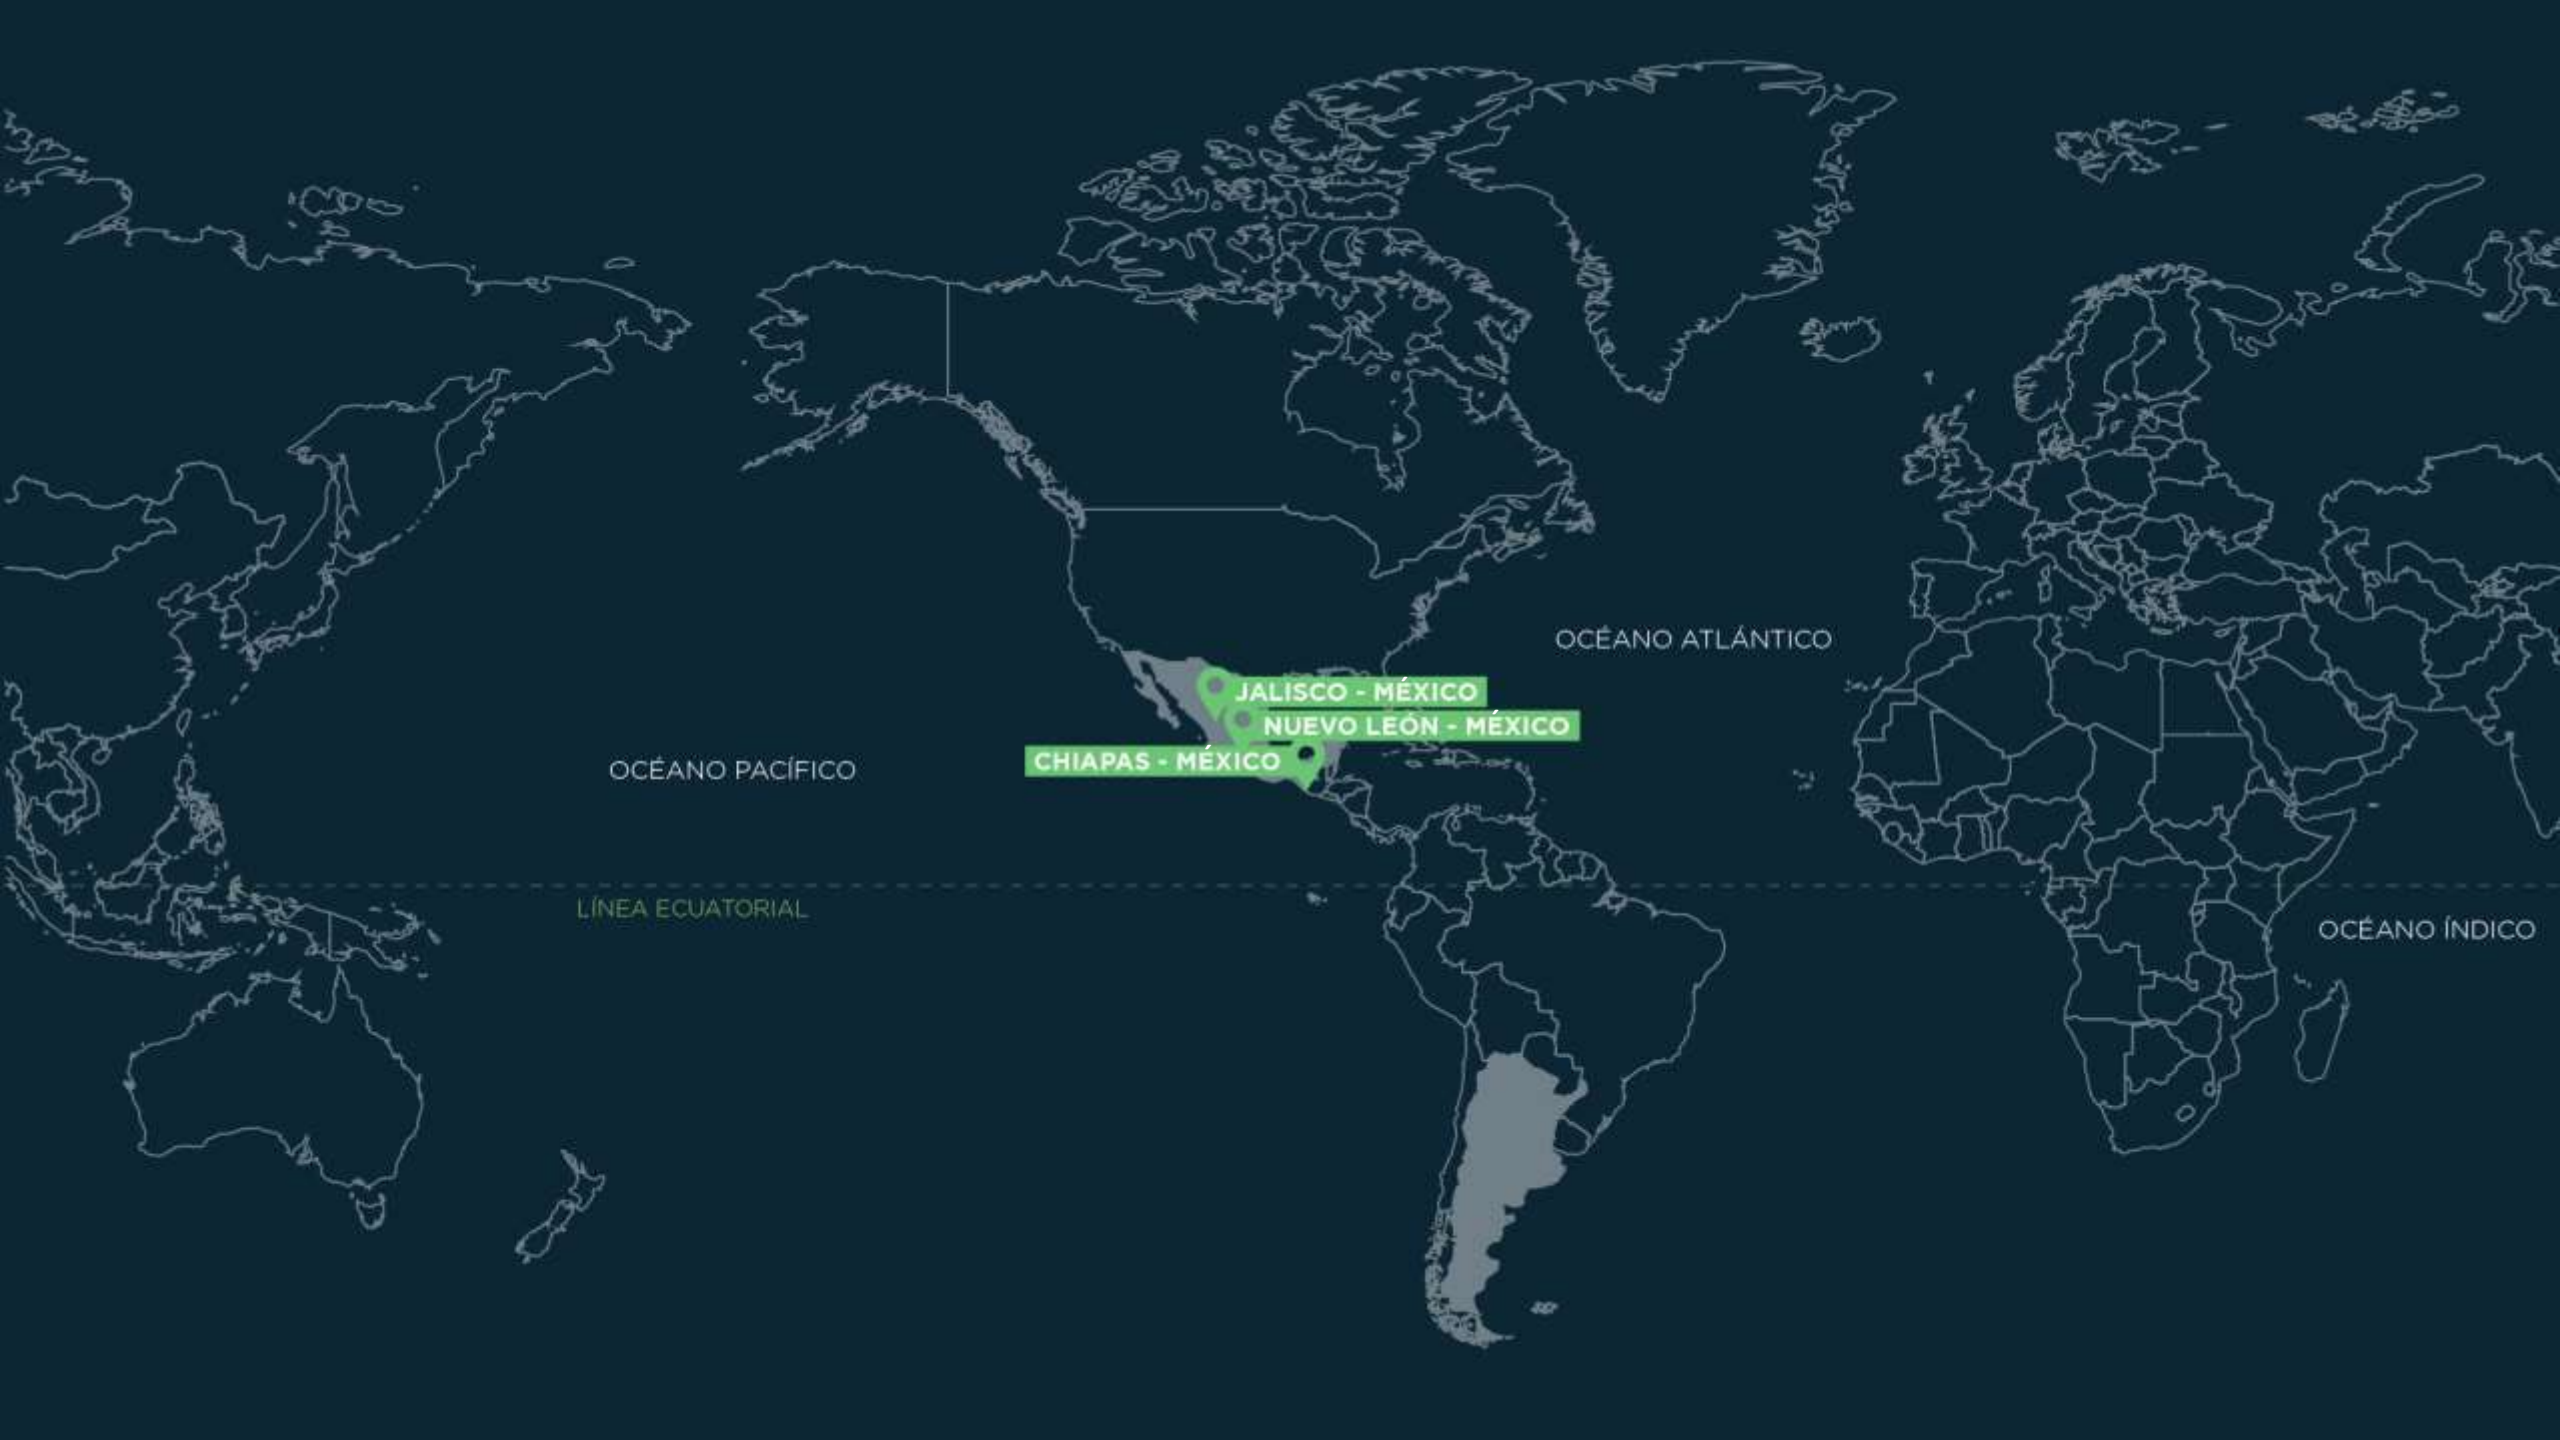 OCÉANO ATLÁNTICO
JALISCO - MÉXICO
NUEVO LEÓN - MÉXICO
CHIAPAS - MÉXICO
OCÉANO PACÍFICO
LÍNEA ECUATORIAL
OCÉANO ÍNDICO